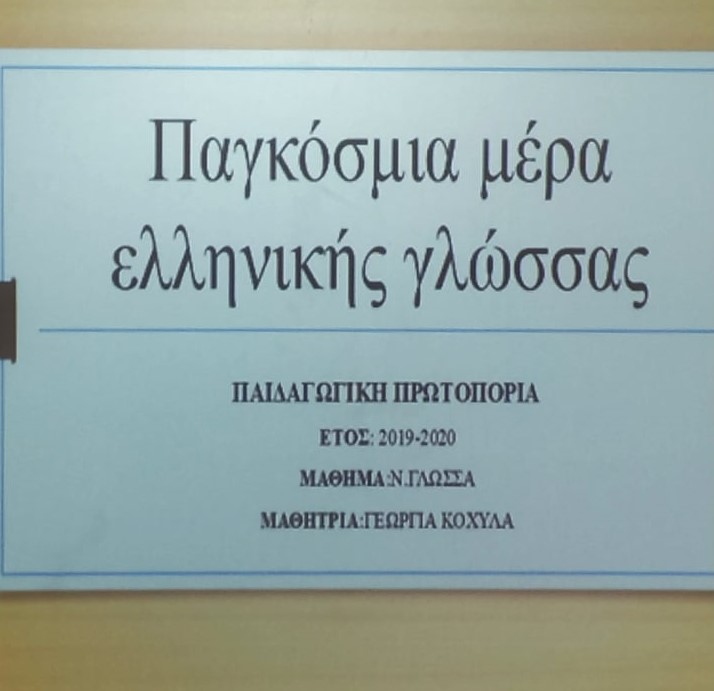 Παγκόσμια μέρα
ελληνικής γλώσσας
ΠΑΙΔΑΓΩΓΙΚΗ ΠΡΩΤΟΠΟΡΙΑ
ΕΤΟΣ: 2019-2020
ΜΑΘΗΜΑ:Ν.ΓΛΩΣΣΑ
ΜΑΘΗΤΡΙΑ:ΓΕΩΡΓΙΑ ΚΟΧΥΛΑ